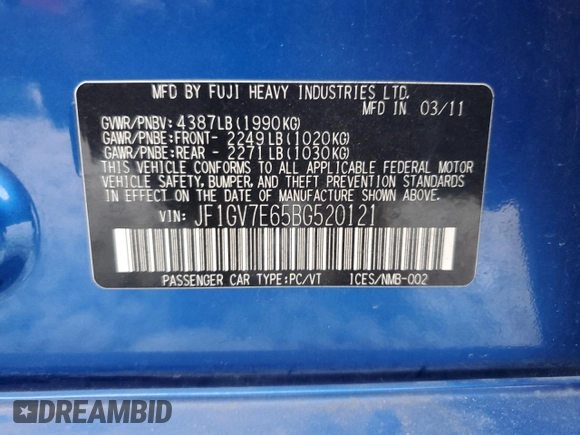 MFD BY FUJI HEAVY INDUSTRIES LTD.
MFD IN 03/11
GVWR/PNBV: 4387LB(1990KG)
GAWR/PNBE:FRONT- 2249LB(1020KG)
GAWR/PNBE:REAR - 2271LB(1030KG)
THIS VEHICLE CONFORMS TO ALL APPLICABLE FEDERAL MOTOR
VEHICLE SAFETY, BUMPER, AND THEFT PREVENTION STANDARDS
IN EFFECT ON THE DATE OF MANUFACTURE SHOWN ABOVE.
VIN: JF1GV7E65BG520121
PASSENGER CAR TYPE:PC/VT ICES/NMB-002
DREAMBID